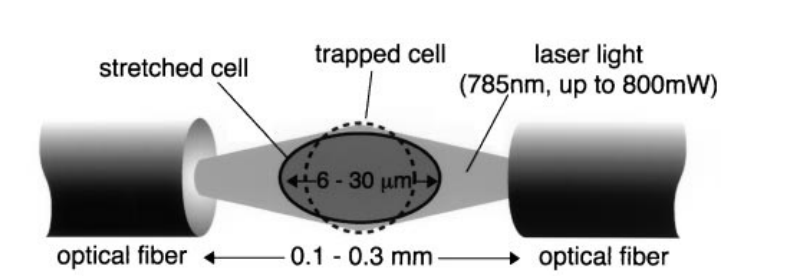 trapped cell
laser light
stretched cell
(785nm, up to 800mW)
6 - 30 µm
optical fiber
0.1 - 0.3 mm
optical fiber